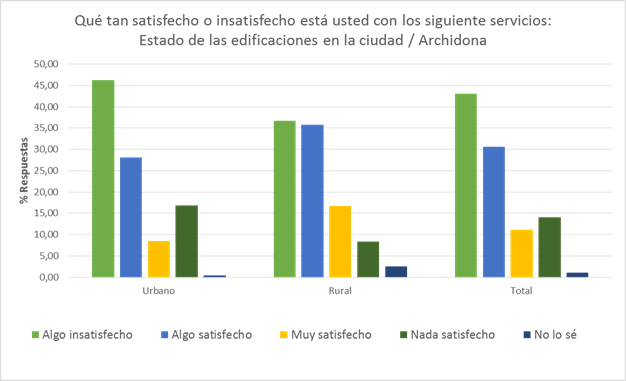 Qué tan satisfecho o insatisfecho está usted con los siguiente servicios:
Estado de las edificaciones en la ciudad / Archidona
% Respuestas
50,00
45,00
40,00
35,00
30,00
25,00
20,00
15,00
10,00
5,00
0,00
Urbano Rural Total
Algo insatisfecho Algo satisfecho Muy satisfecho Nada satisfecho No lo sé